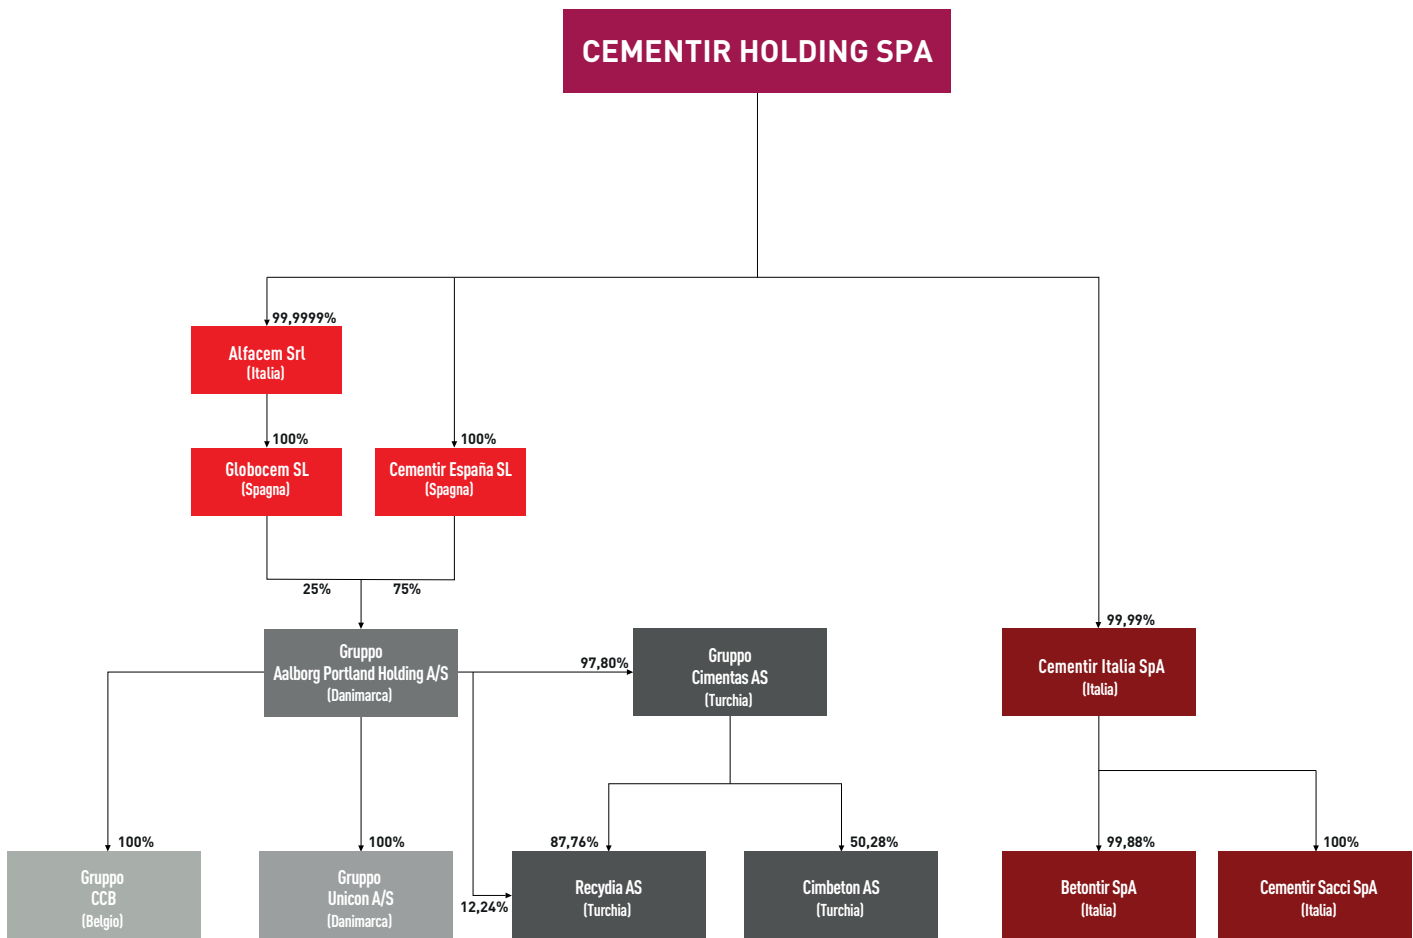 CEMENTIR HOLDING SPA
99,9999%
Alfacem Srl
(Italia)
100%
100%
Globocem SL
(Spagna)
Cementir España SL
(Spagna)
25%
75%
99,99%
Gruppo
Aalborg Portland Holding A/S
(Danimarca)
97,80%
Gruppo
Cimentas AS
(Turchia)
Cementir Italia SpA
(Italia)
100%
100%
87,76%
50,28%
99,88%
100%
Gruppo
CCB
(Belgio)
Gruppo
Unicon A/S
(Danimarca)
12,24%
Recydia AS
(Turchia)
Cimbeton AS
(Turchia)
Betontir SpA
(Italia)
Cementir Sacci SpA
(Italia)